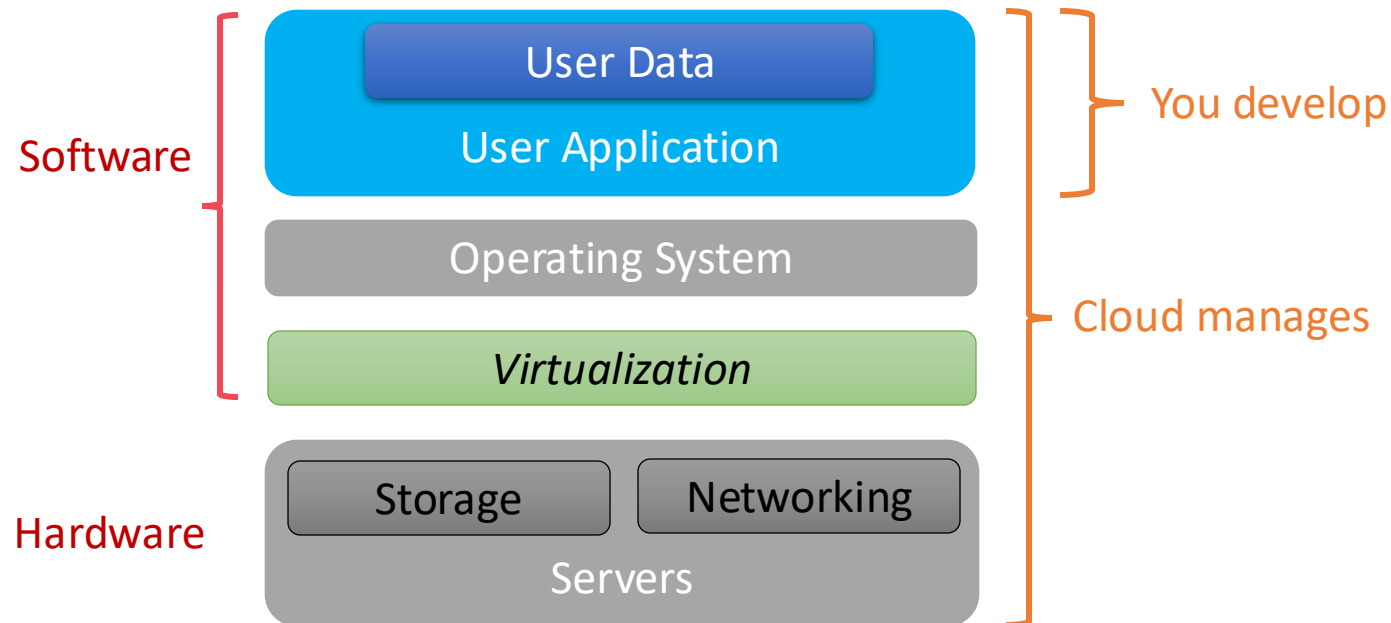 User Data
User Application
You develop
Software
Operating System
Cloud manages
Virtualization
Storage
Networking
Hardware
Servers